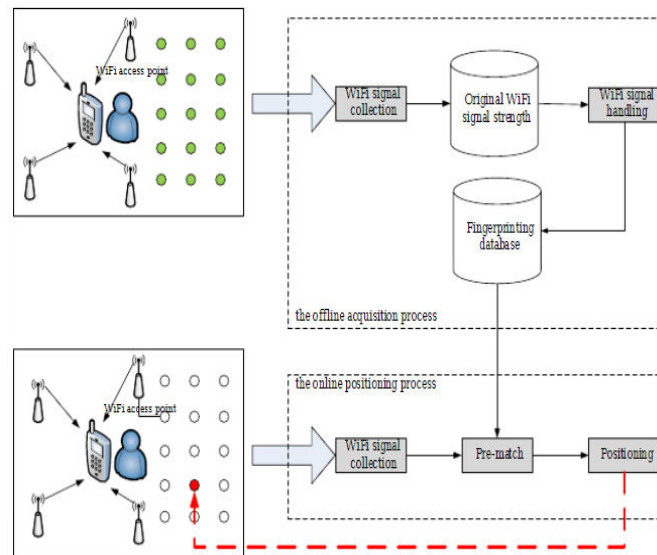 WiFi access point
WiFi signal
collection
Original WiFi
signal strength
WiFi signal
handling
Fingerprinting
database
the offline acquisition process
WiFi access point
the online positioning process
WiFi signal
collection
Pre-match
Positioning